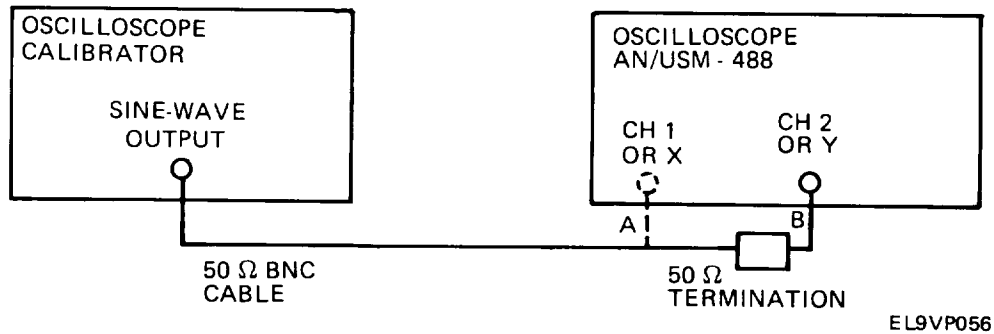 OSCILLOSCOPE
CALIBRATOR
SINE-WAVE
OUTPUT
OSCILLOSCOPE
AN/USM - 488
CH 1
OR X
CH 2
OR Y
A
B
50 Ω BNC
CABLE
50 Ω
TERMINATION
EL9VP056